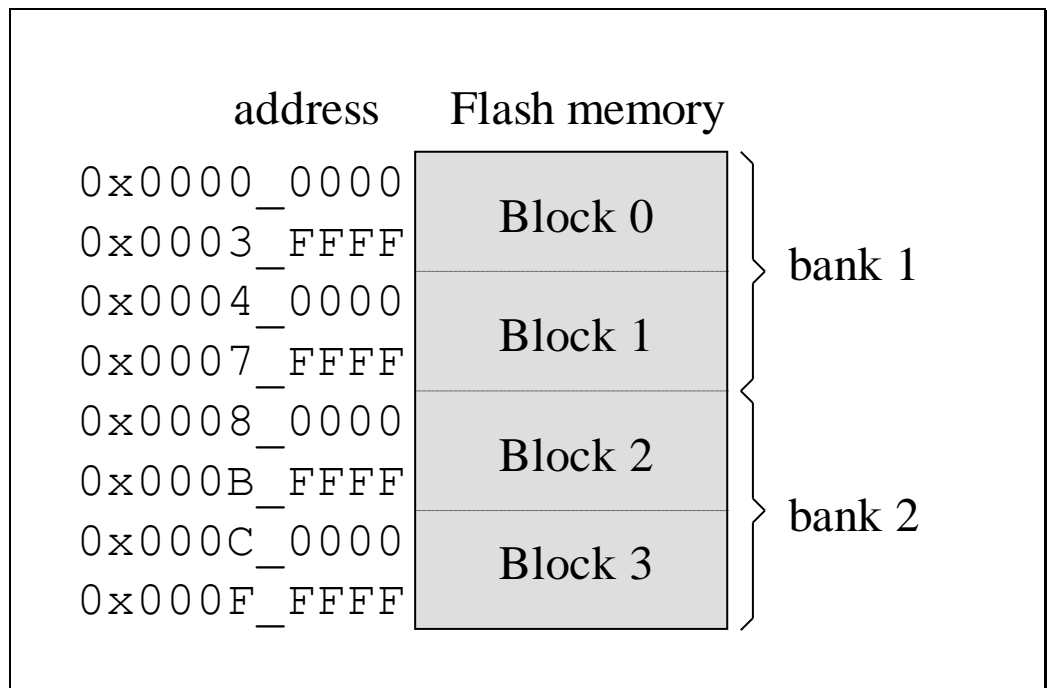 address Flash memory
0x0000_0000
Block 0
0x0003_FFFF
bank 1
0x0004_0000
Block 1
0x0007_FFFF
0x0008_0000
Block 2
0x000B_FFFF
bank 2
0x000C_0000
Block 3
0x000F_FFFF